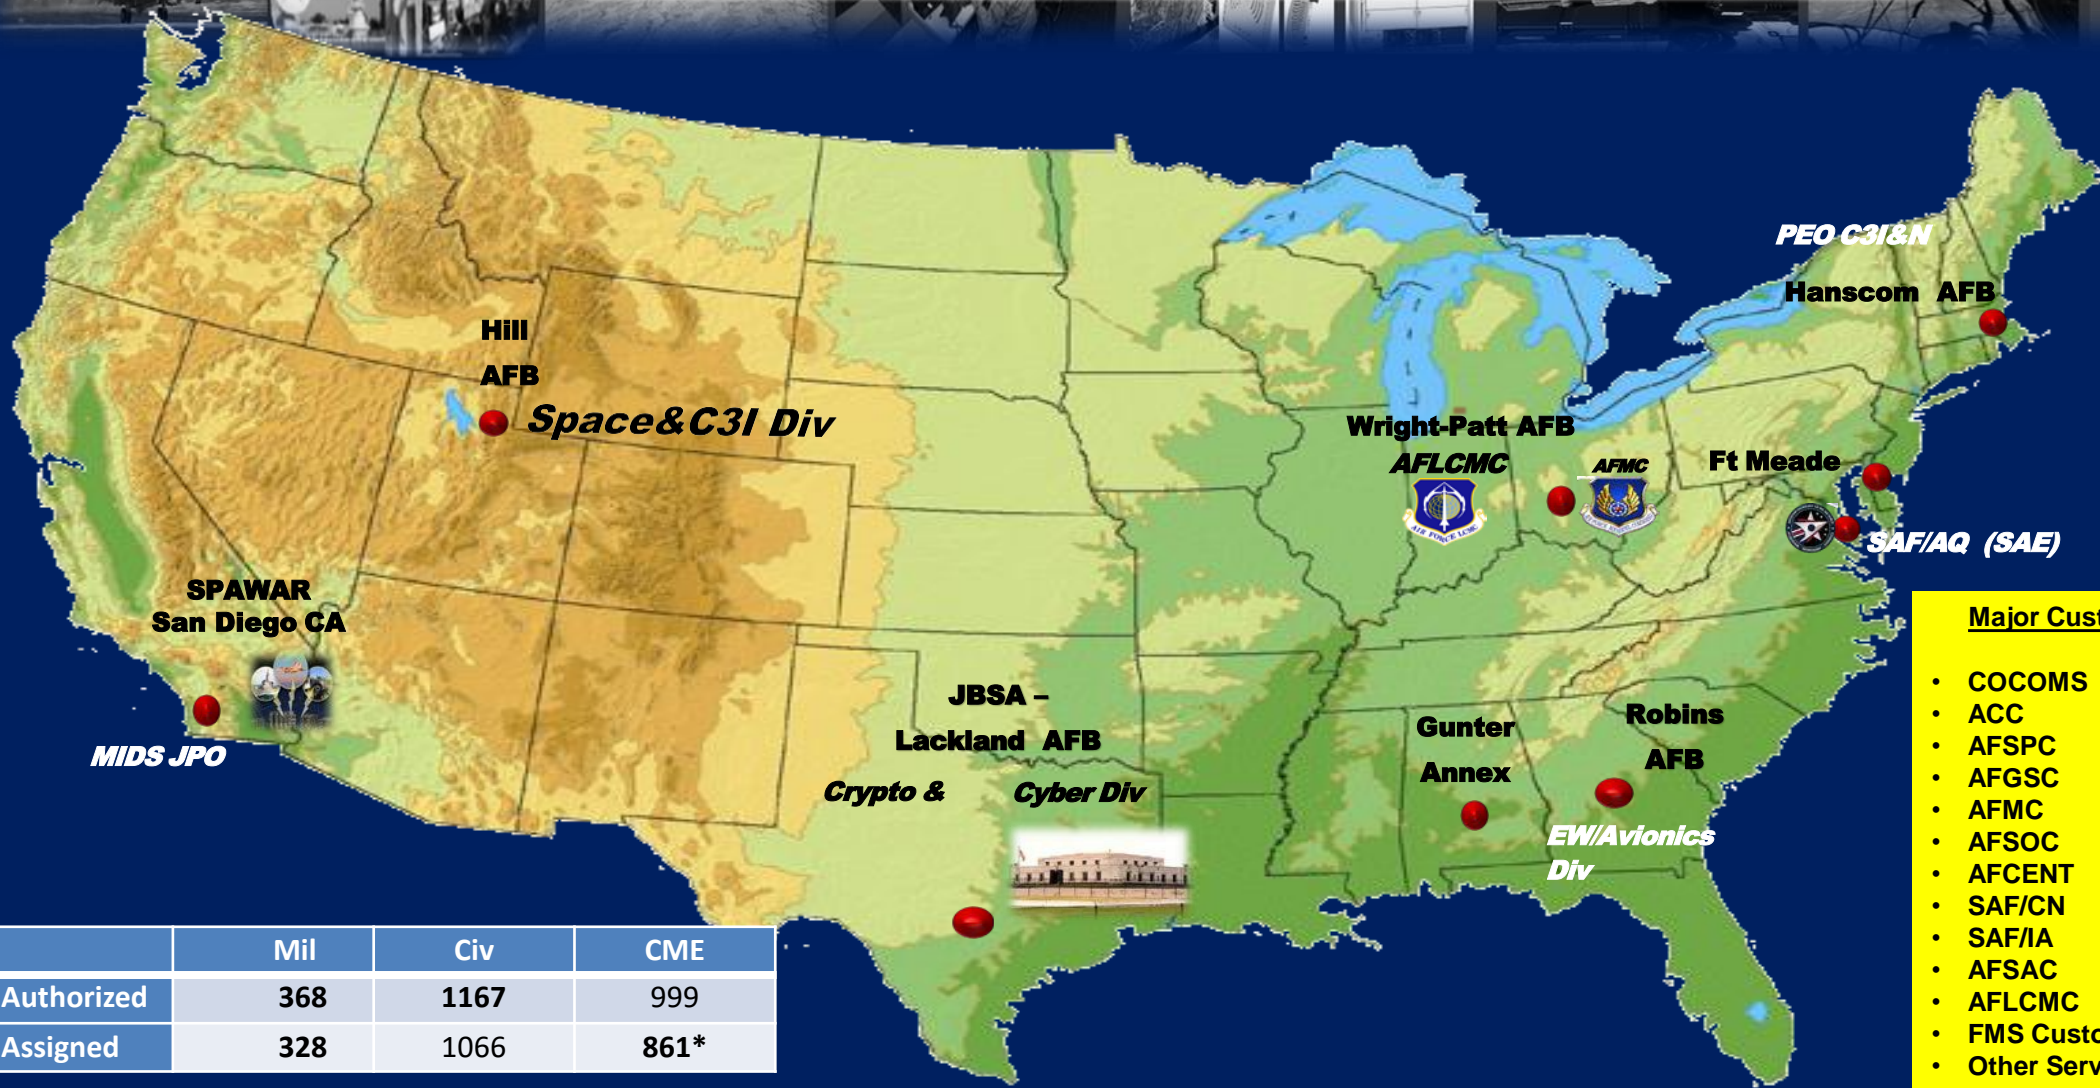 PEO C3I&N
Hanscom AFB
Hill
AFB
Space&C3I Div
Wright-Patt AFB
AFLCMC
AFMC
Ft Meade
AIR FORCE LCMC
SAF/AQ (SAE)
SPAWAR
San Diego CA
MIDS JPO
JBSA –
Lackland AFB
Crypto & Cyber Div
Gunter
Annex
Robins
AFB
EW/Avionics
Div
Mil Civ CME
Authorized 368 1167 999
Assigned 328 1066 861*
Major Cust
• COCOMS
• ACC
• AFSPC
• AFGSC
• AFMC
• AFSOC
• AFCENT
• SAF/CN
• SAF/IA
• AFSAC
• AFLCMC
• FMS Custo
• Other Serv